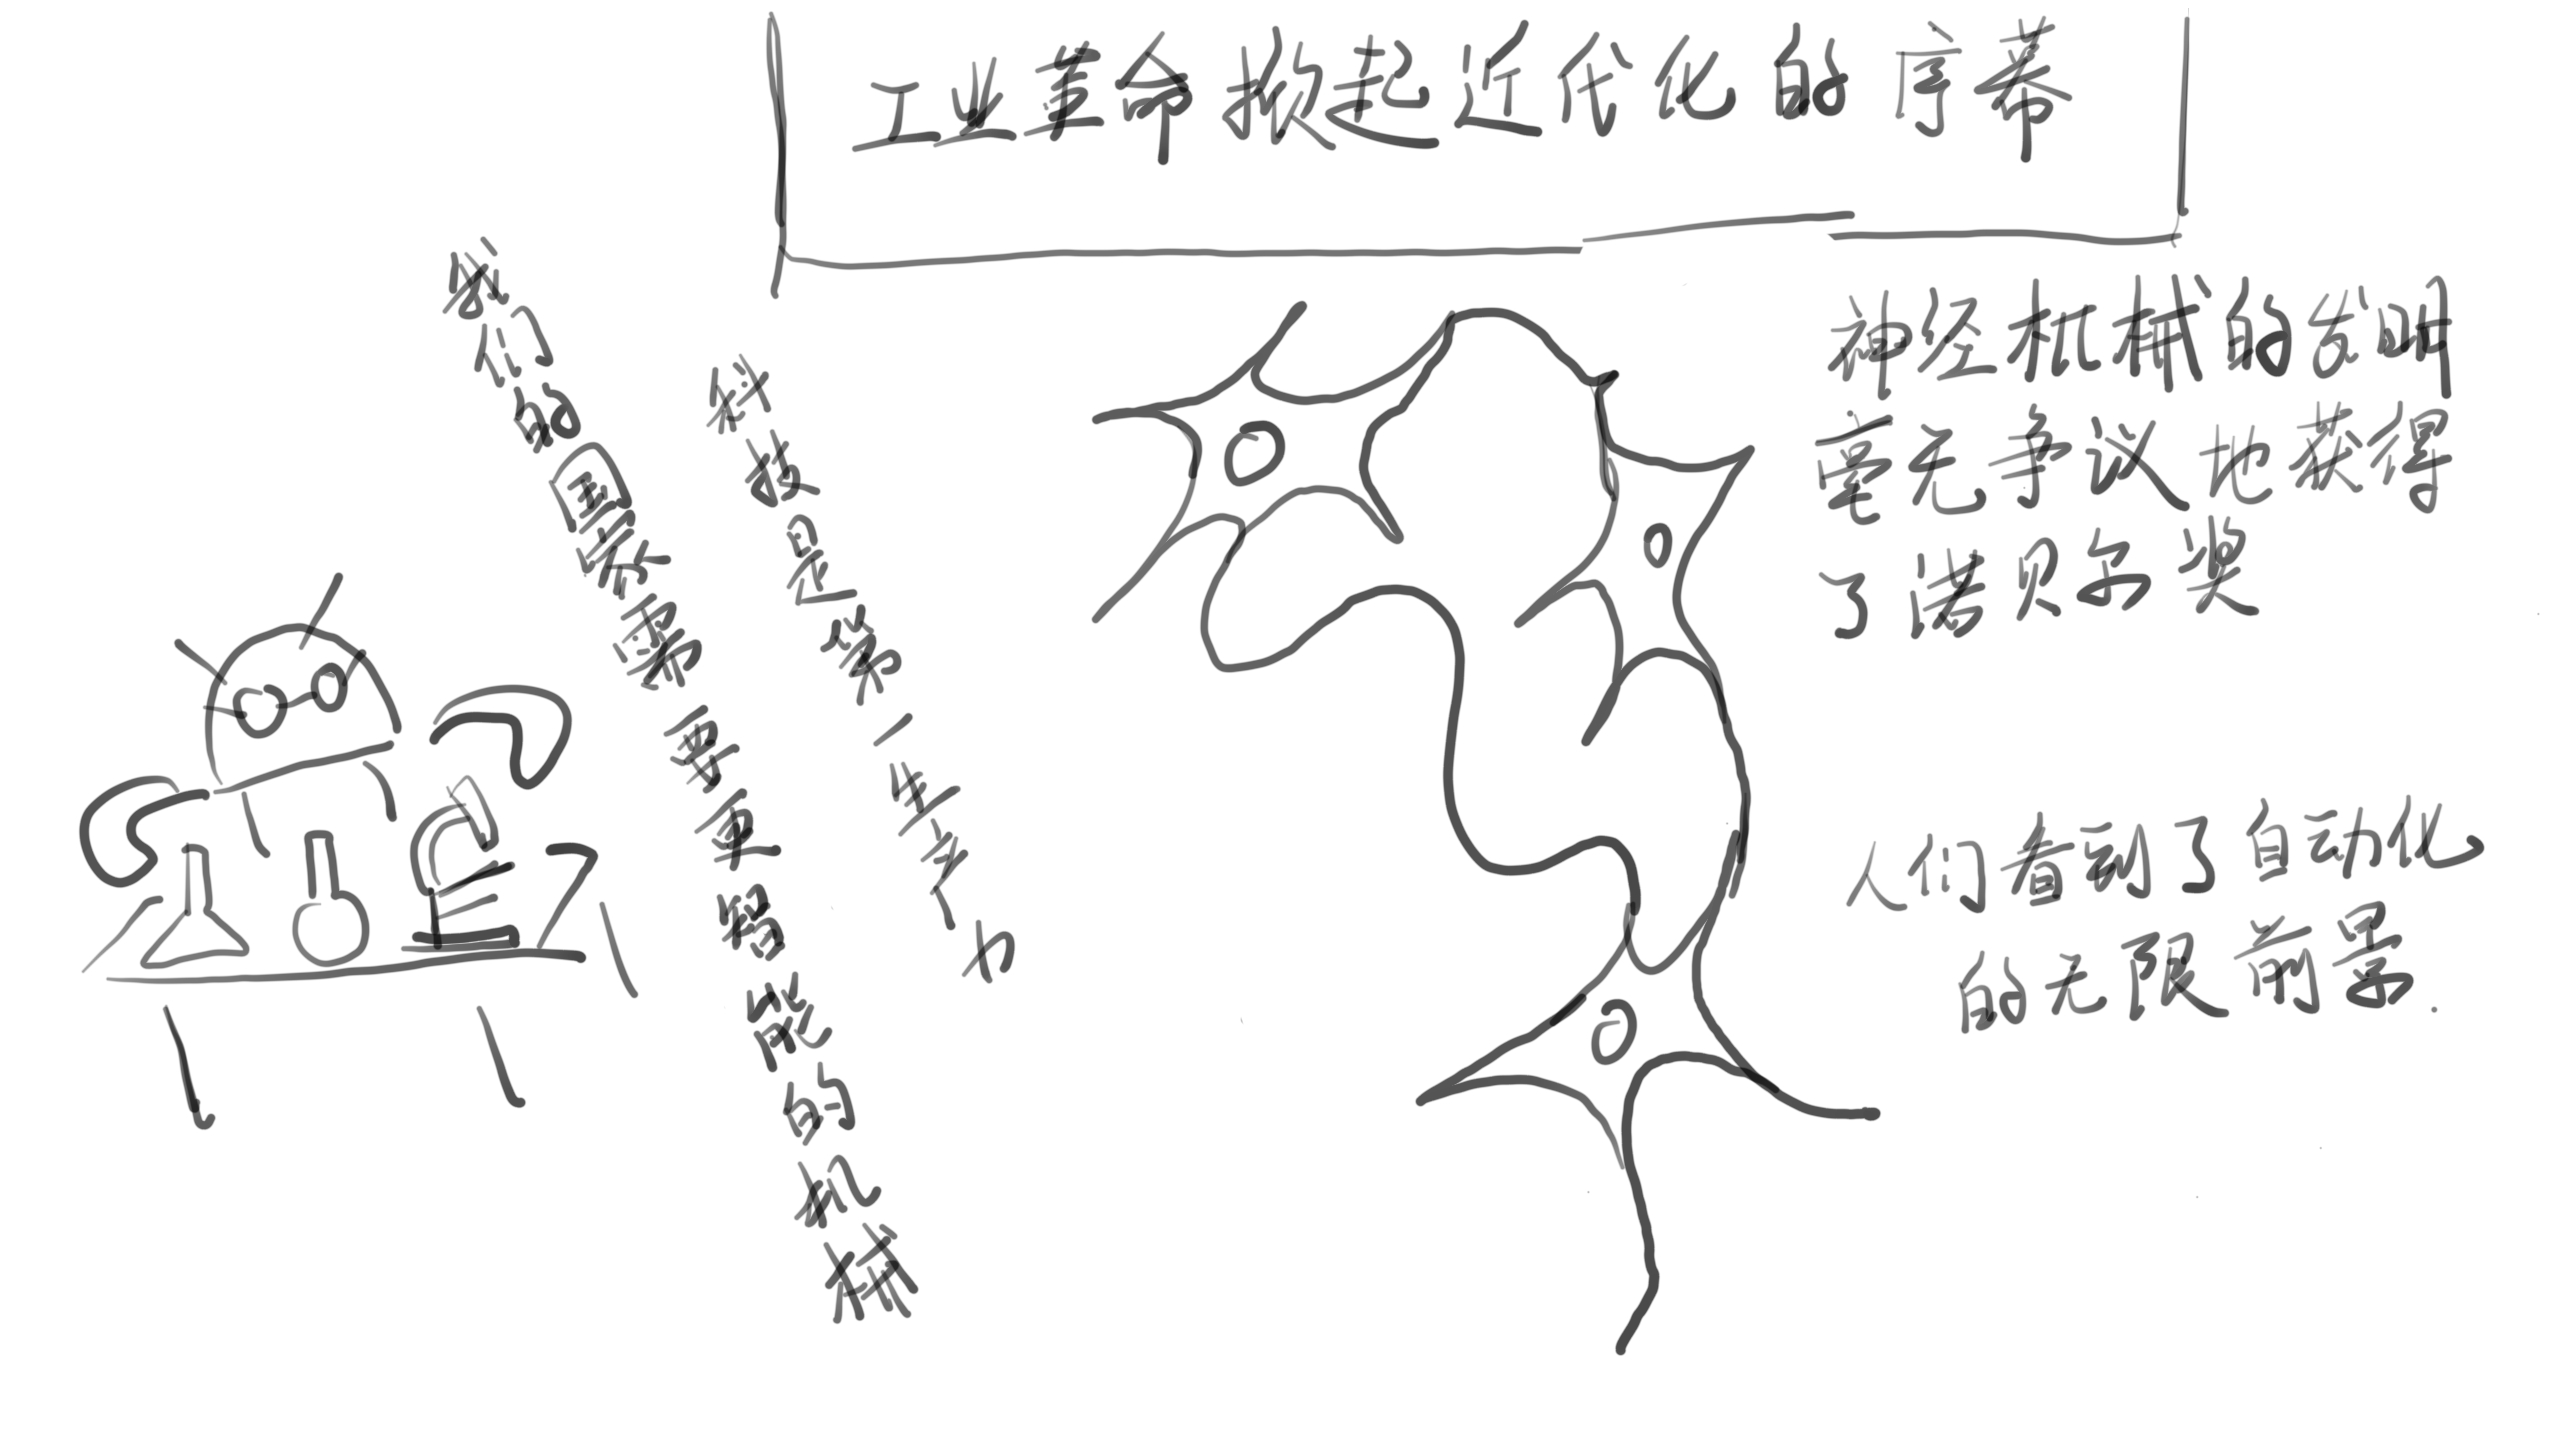 工业革命掀起近代化的序幕
我们的国家需要更智能的机械
科技是第一生产力
神经机械的发明
毫无争议地获得
了诺贝尔奖
人们看到了自动化
的无限前景.